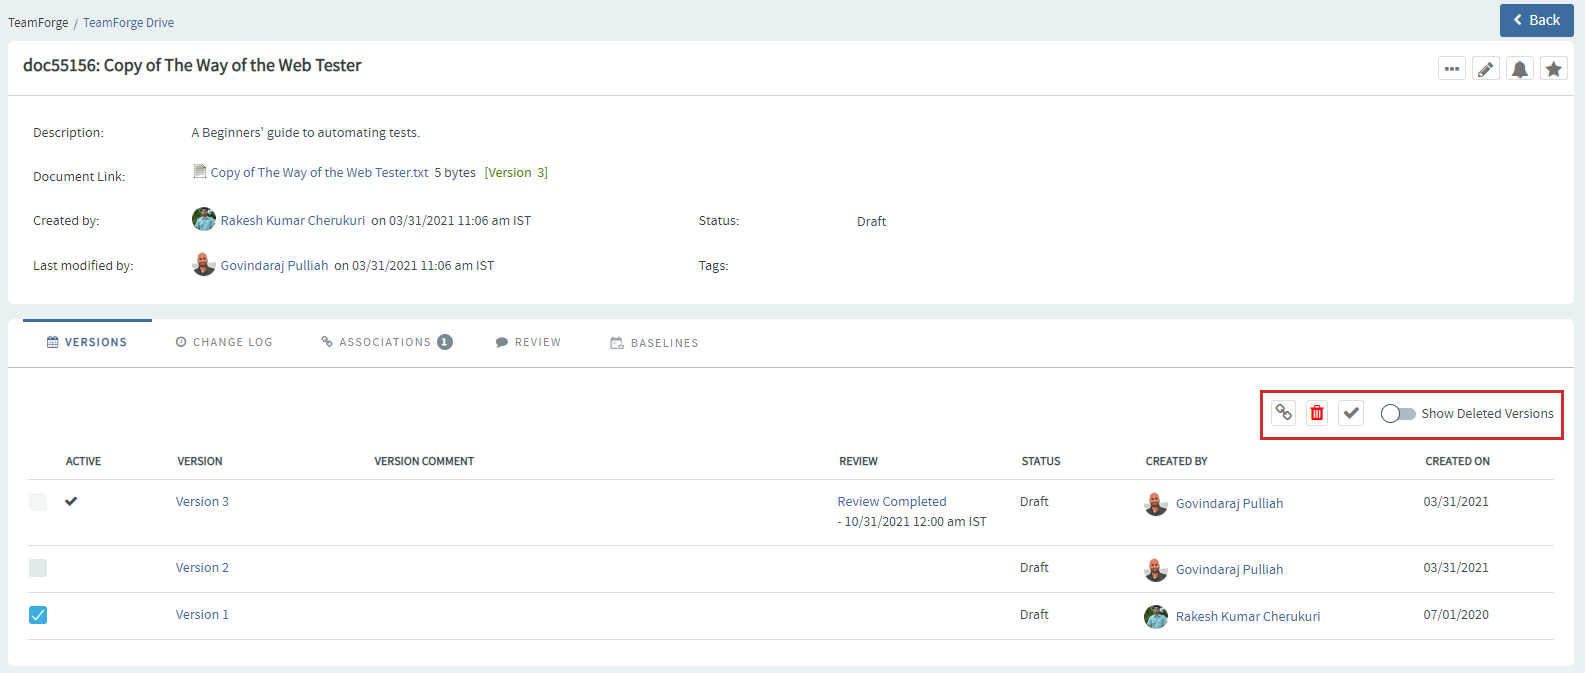 TeamForge / TeamForge Drive
Back
doc55156: Copy of The Way of the Web Tester
Description: A Beginners' guide to automating tests.
Document Link: Copy of The Way of the Web Tester.txt 5 bytes [Version 3]
Created by: Rakesh Kumar Cherukuri on 03/31/2021 11:06 am IST Status: Draft
Last modified by: Govindaraj Pulliah on 03/31/2021 11:06 am IST Tags:
VERSIONS CHANGE LOG ASSOCIATIONS 1 REVIEW BASELINES
Show Deleted Versions
ACTIVE VERSION VERSION COMMENT REVIEW STATUS CREATED BY CREATED ON
Version 3 Review Completed Draft Govindaraj Pulliah 03/31/2021
- 10/31/2021 12:00 am IST
Version 2 Draft Govindaraj Pulliah 03/31/2021
Version 1 Draft Rakesh Kumar Cherukuri 07/01/2020